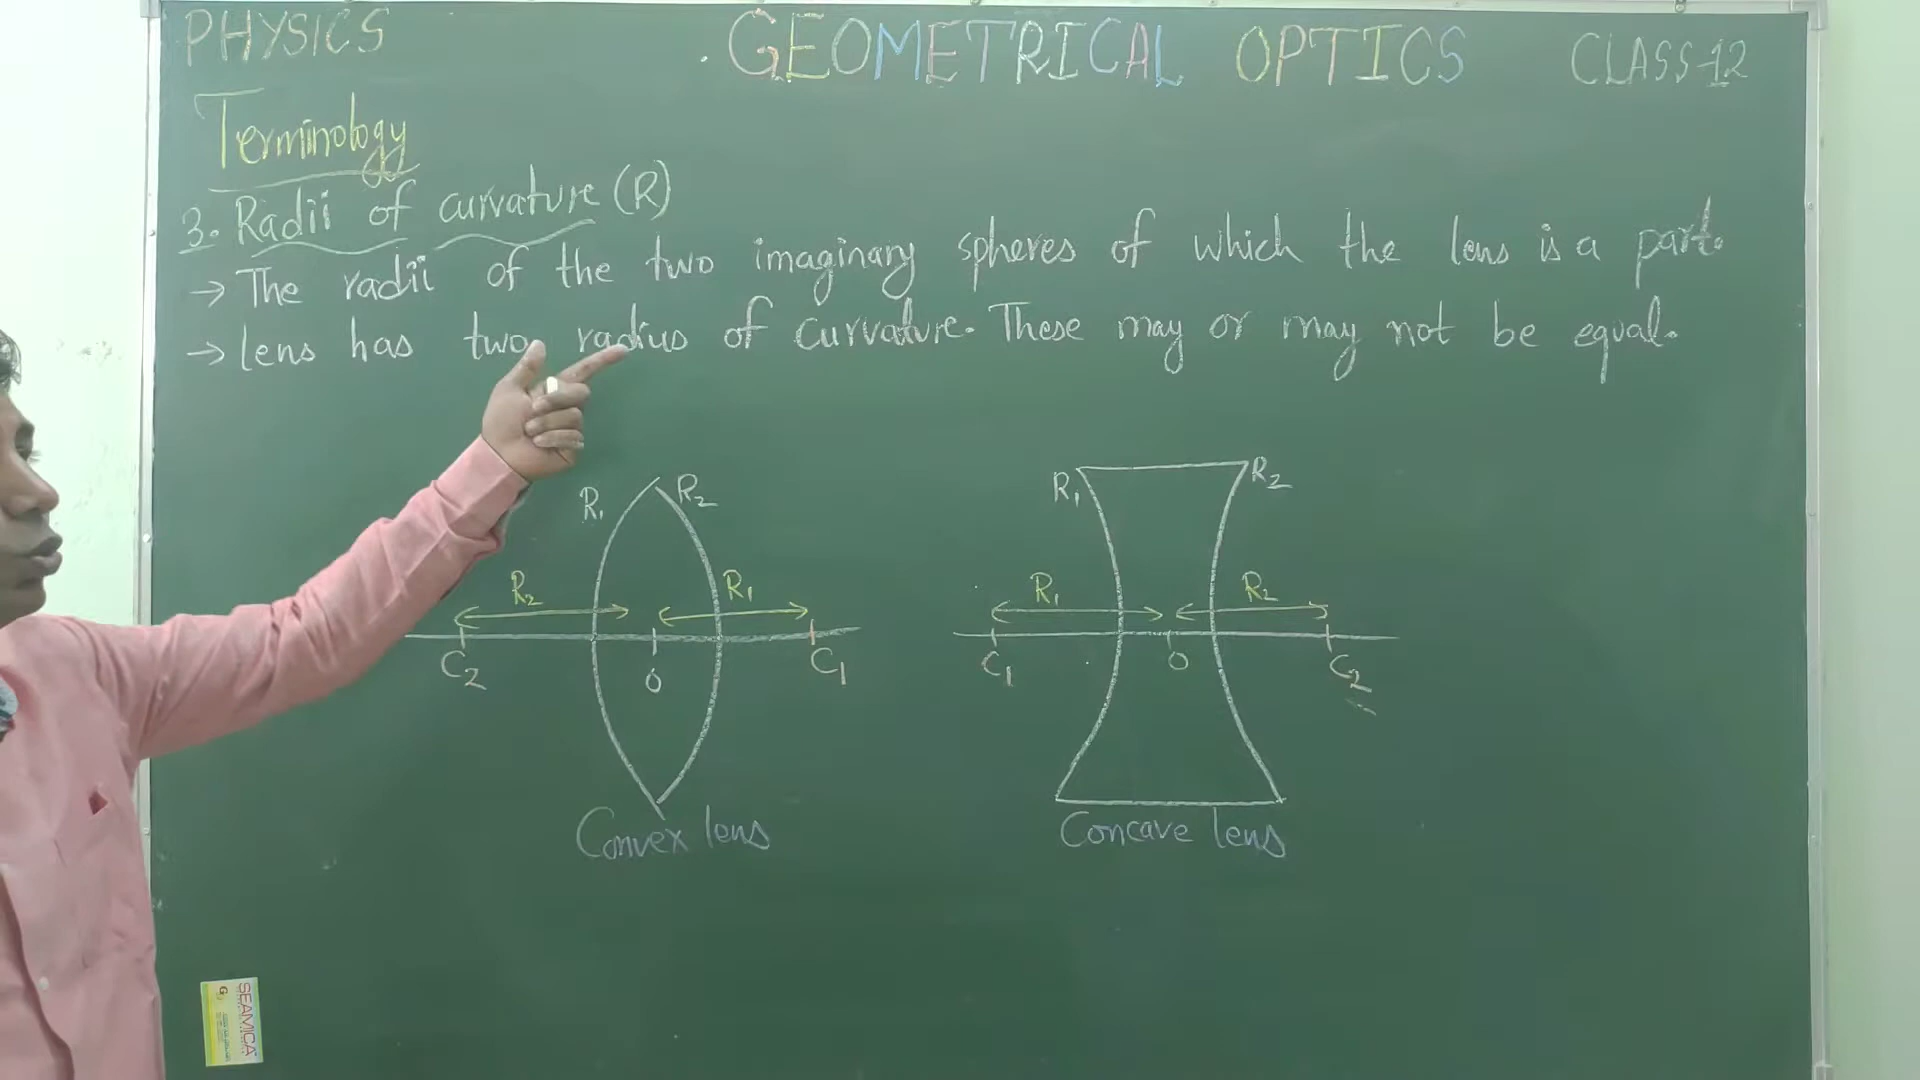 PHYSICS
GEOMETRICAL OPTICS
CLASS-12
Terminology
3. Radii of curvature (R)
→ The radii of the two imaginary spheres of which the lens is a part.
→ Lens has two radius of curvature. These may or may not be equal.
R₁ R₂
R₂ R₁
C₂ O C₁
Convex lens
R₁ R₂
R₁ R₂
C₁ O C₂
Concave lens
SEAMICA